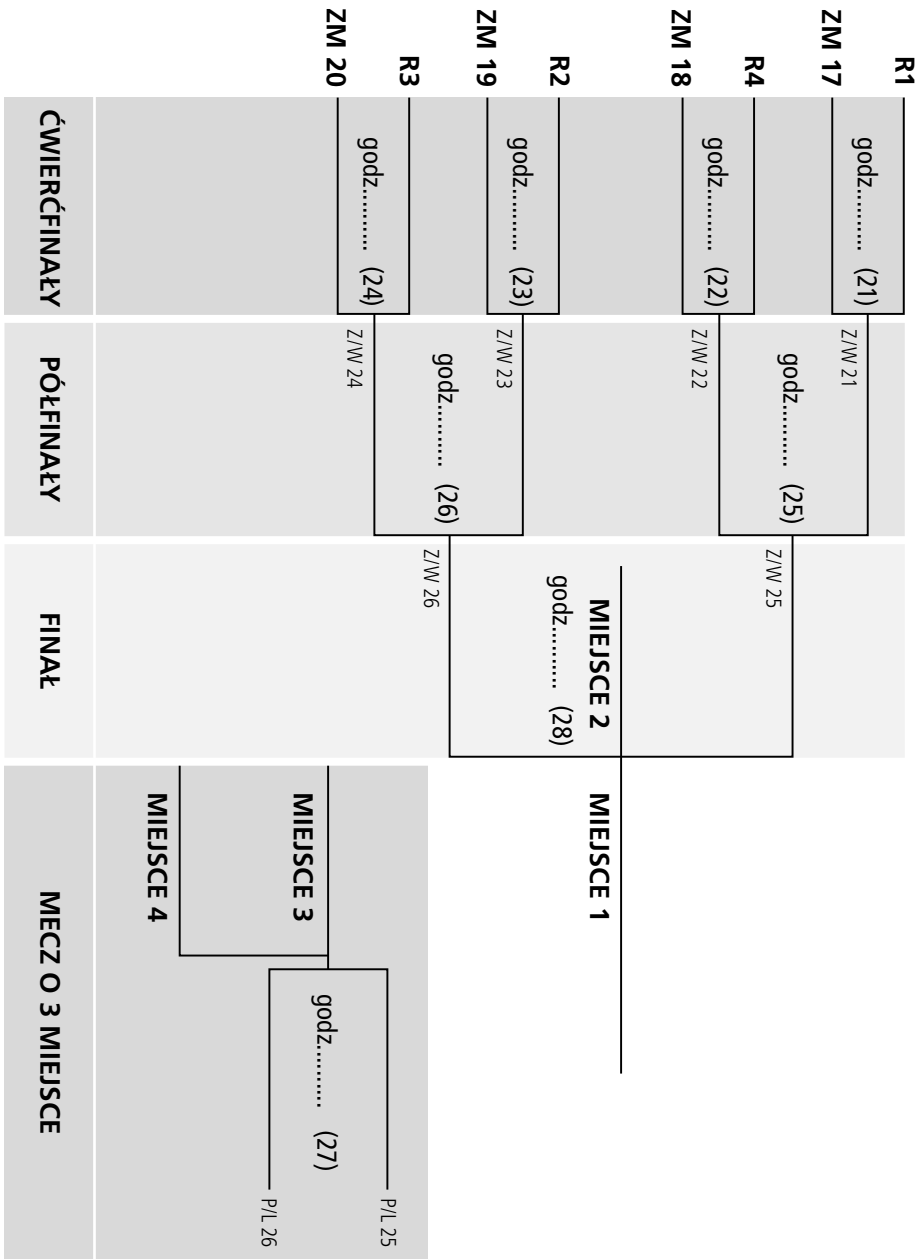 R1
godz........... (21)
ZM 17
R4
godz........... (22)
ZM 18
R2
godz........... (23)
ZM 19
R3
godz........... (24)
ZM 20
ĆWIERĆFINAŁY
Z/W 21
godz........... (25)
Z/W 22
Z/W 23
godz........... (26)
Z/W 24
PÓŁFINAŁY
Z/W 25
MIEJSCE 2
godz........... (28)
Z/W 26
FINAŁ
MIEJSCE 1
P/L 25
godz........... (27)
P/L 26
MIEJSCE 3
MIEJSCE 4
MECZ O 3 MIEJSCE